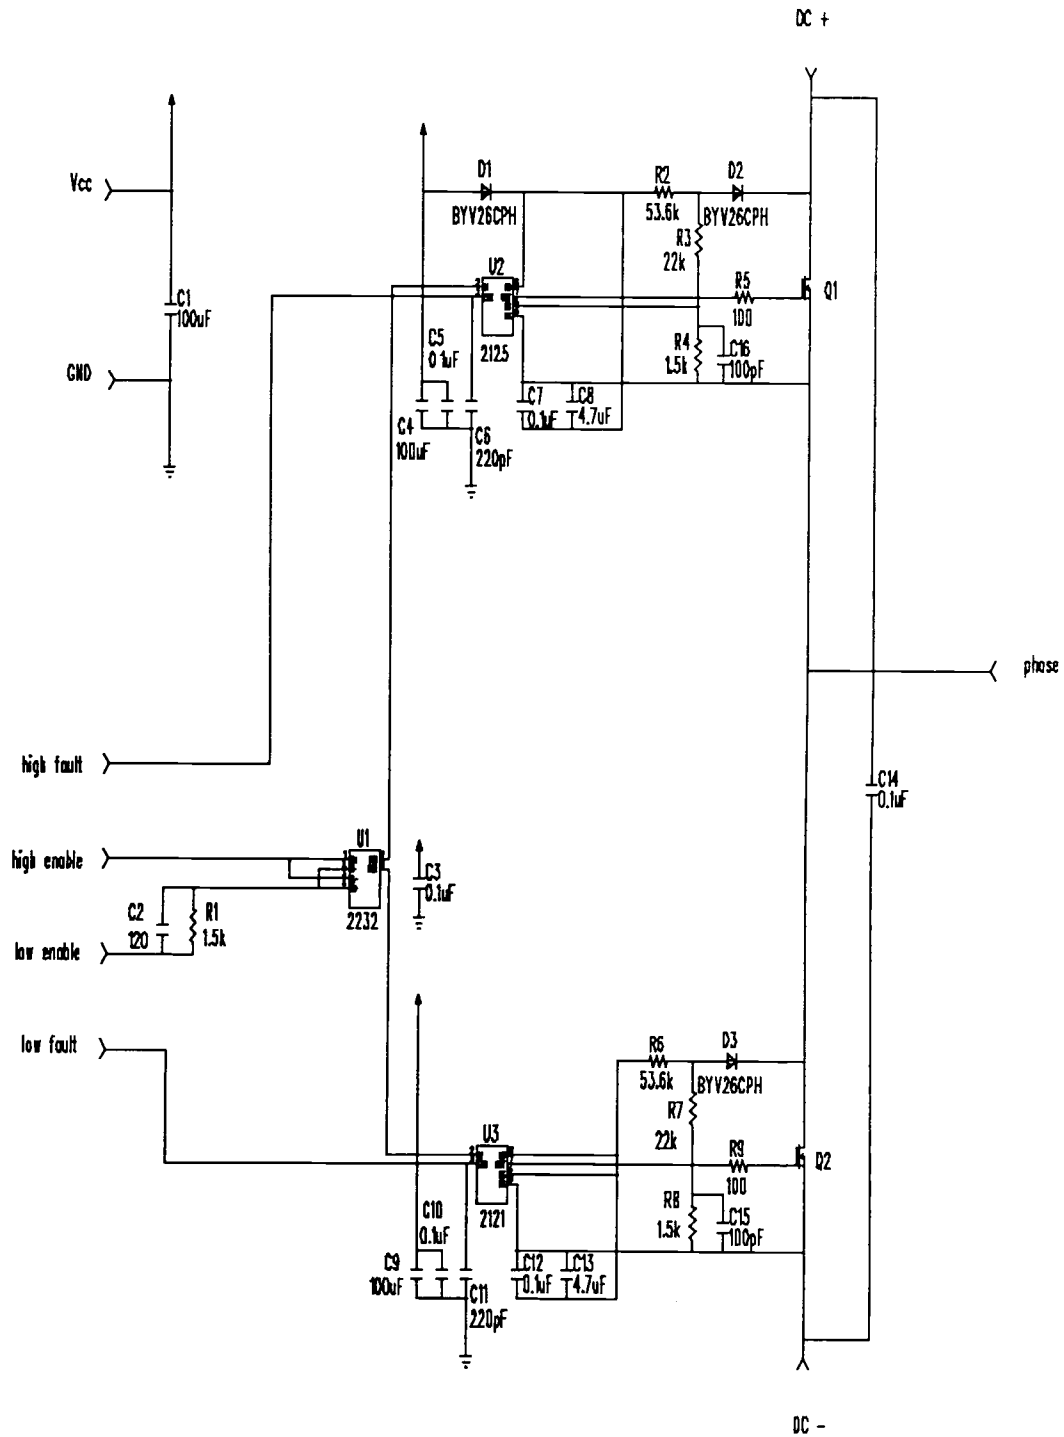 DC +
Vcc
D1
BYV26CPH
R2
53.6k
D2
BYV26CPH
R3
22k
U2
2125
R5
100
Q1
C1
100uF
GND
C5
0.1uF
R4
1.5k
C16
100pF
C4
100uF
C6
220pF
C7
0.1uF
C8
4.7uF
phase
high fault
C14
0.1uF
high enable
U1
2232
C3
0.1uF
C2
120
R1
1.5k
low enable
low fault
R6
53.6k
D3
BYV26CPH
R7
22k
U3
2121
R9
100
Q2
C10
0.1uF
R8
1.5k
C15
100pF
C9
100uF
C11
220pF
C12
0.1uF
C13
4.7uF
DC -